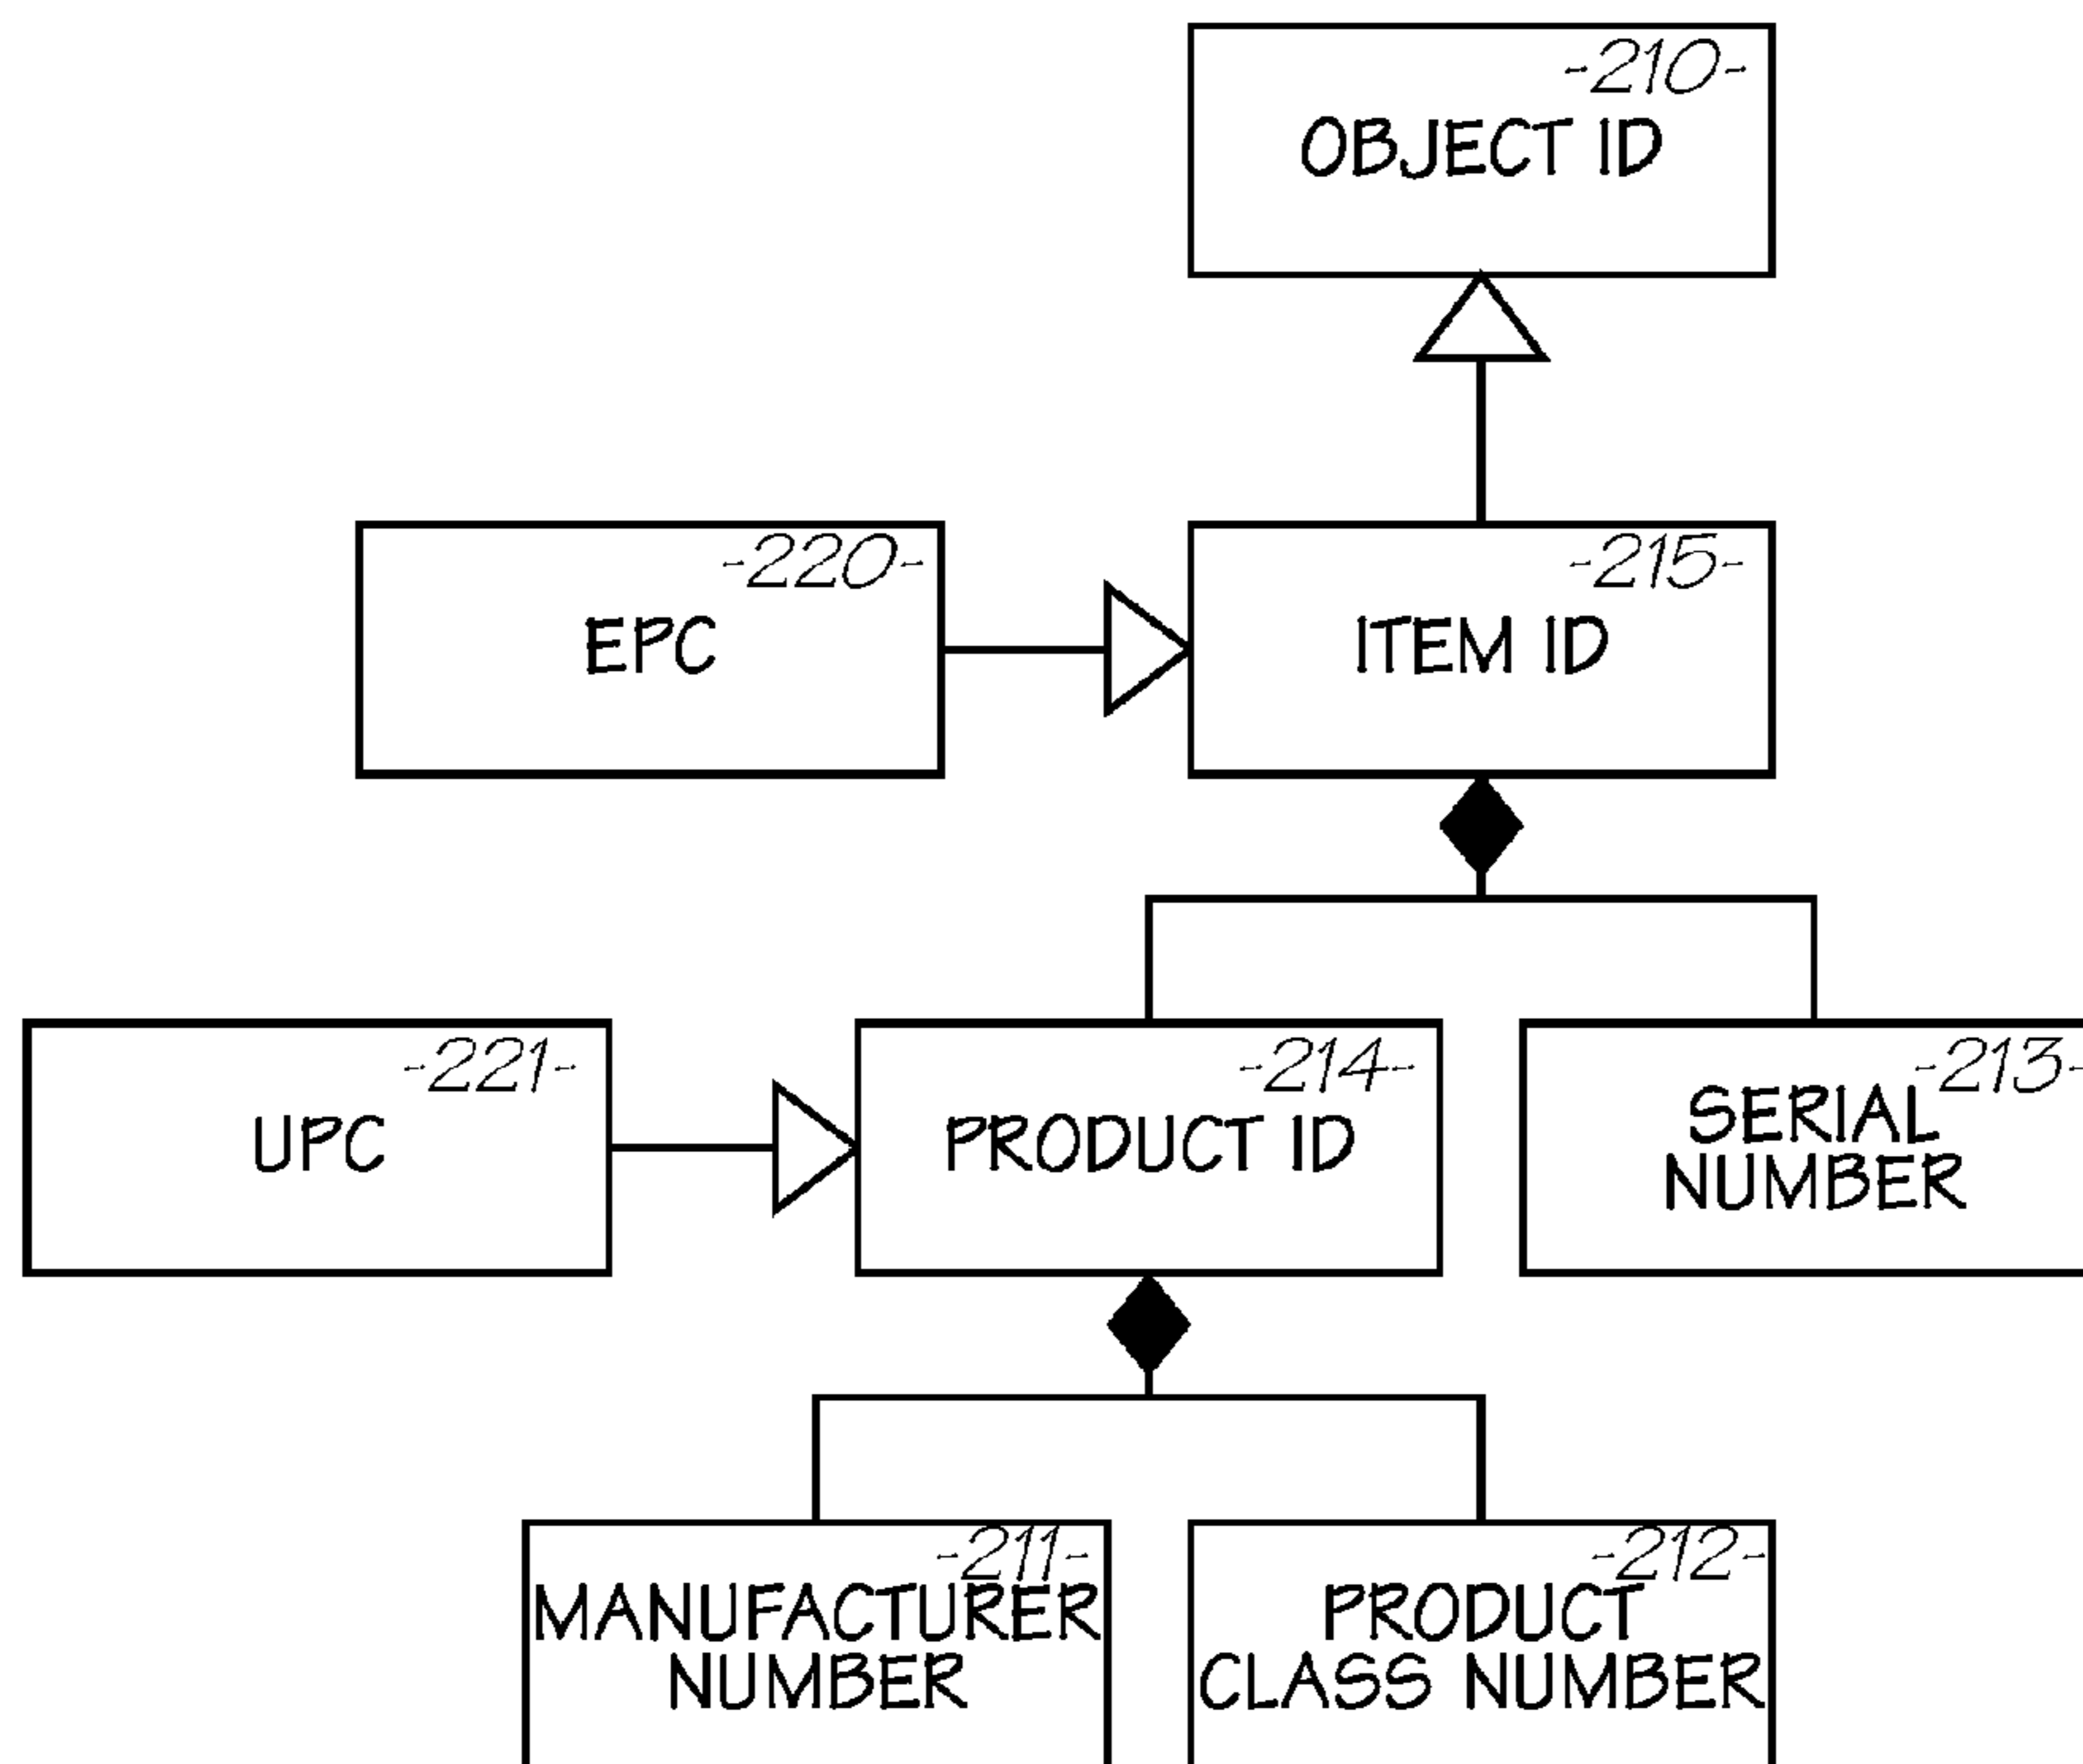 -210-
OBJECT ID
-220-
EPC
-215-
ITEM ID
-221-
UPC
-214-
PRODUCT ID
-213-
SERIAL
NUMBER
-211-
MANUFACTURER
NUMBER
-212-
PRODUCT
CLASS NUMBER